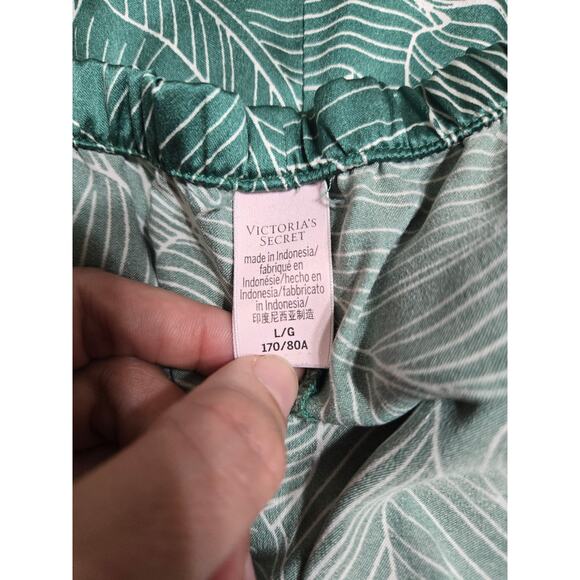 VICTORIA'S
SECRET
made in Indonesia/
fabriqué en
Indonésie/hecho en
Indonesia/fabbricato
in Indonesia/
印度尼西亚制造
L/G
170/80A